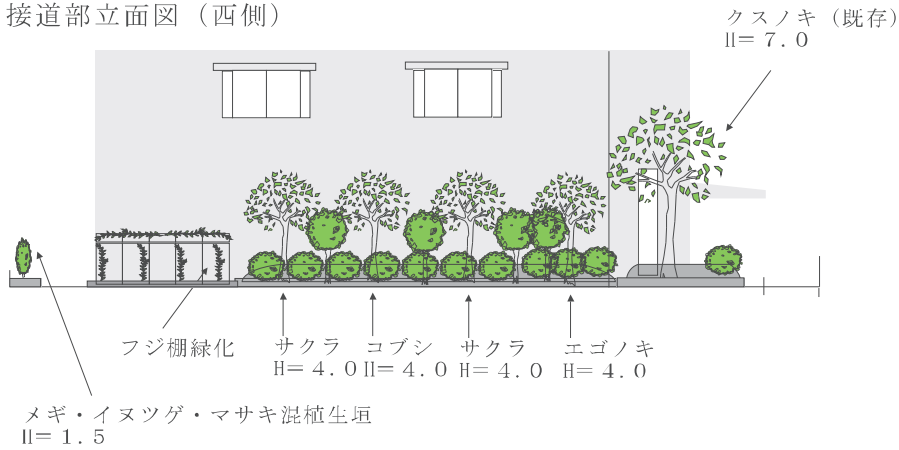 接道部立面図（西側）
クスノキ（既存）
H＝７.０
フジ棚緑化
サクラ
H＝４.０
コブシ
H＝４.０
サクラ
H＝４.０
エゴノキ
H＝４.０
メギ・イヌツゲ・マサキ混植生垣
H＝１.５